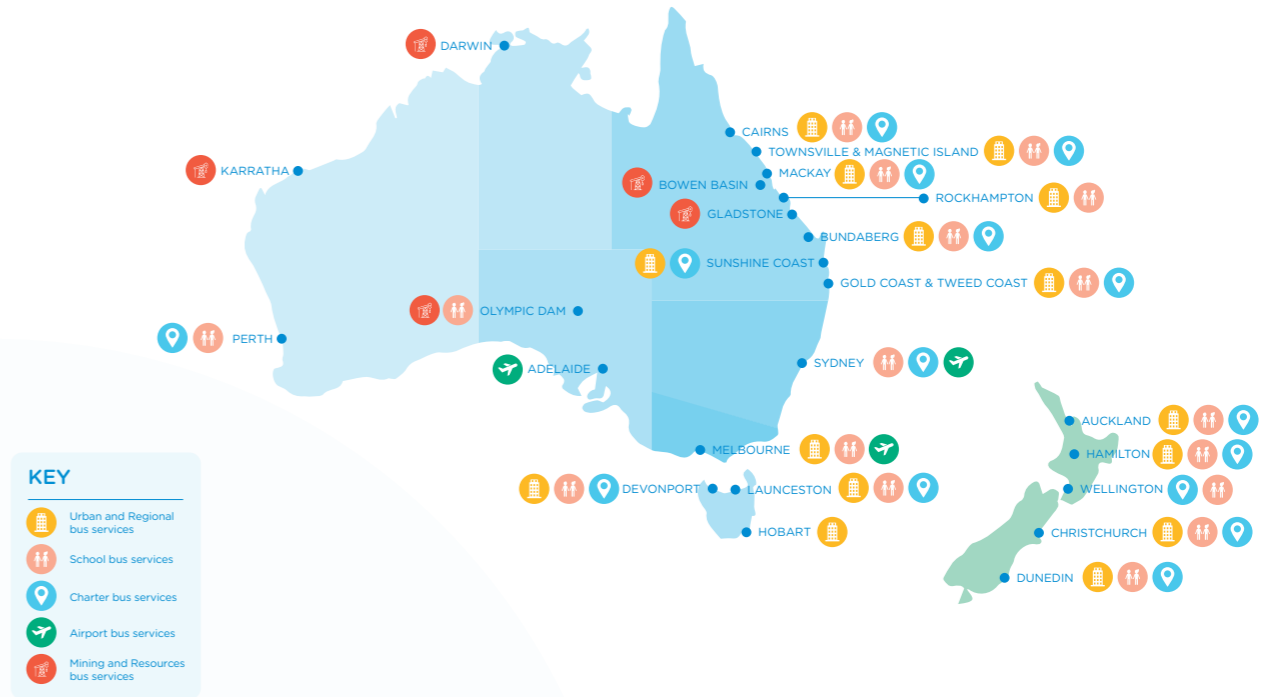 DARWIN
CAIRNS
TOWNSVILLE & MAGNETIC ISLAND
KARRATHA
MACKAY
BOWEN BASIN
ROCKHAMPTON
GLADSTONE
BUNDABERG
SUNSHINE COAST
GOLD COAST & TWEED COAST
OLYMPIC DAM
PERTH
SYDNEY
ADELAIDE
AUCKLAND
MELBOURNE
HAMILTON
DEVONPORT
LAUNCESTON
WELLINGTON
HOBART
CHRISTCHURCH
DUNEDIN
KEY
Urban and Regional
bus services
School bus services
Charter bus services
Airport bus services
Mining and Resources
bus services